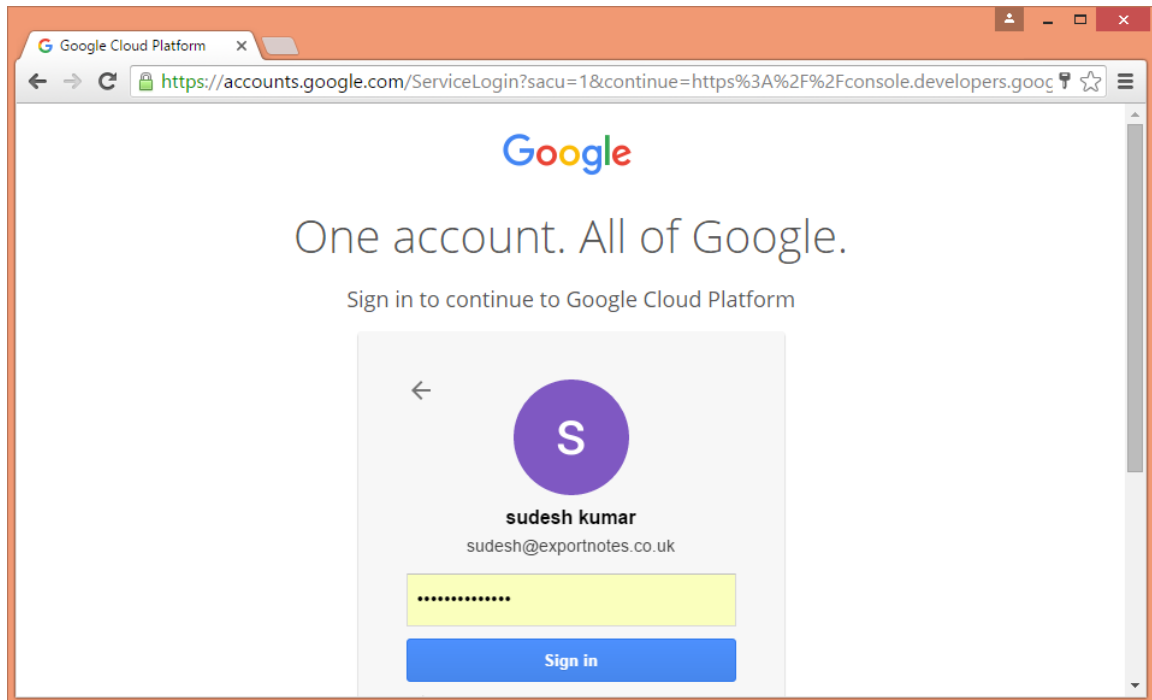 Google Cloud Platform
https://accounts.google.com/ServiceLogin?sacu=1&continue=https%3A%2F%2Fconsole.developers.goog
Google
One account. All of Google.
Sign in to continue to Google Cloud Platform
S
sudesh kumar
sudesh@exportnotes.co.uk
••••••••••••••
Sign in